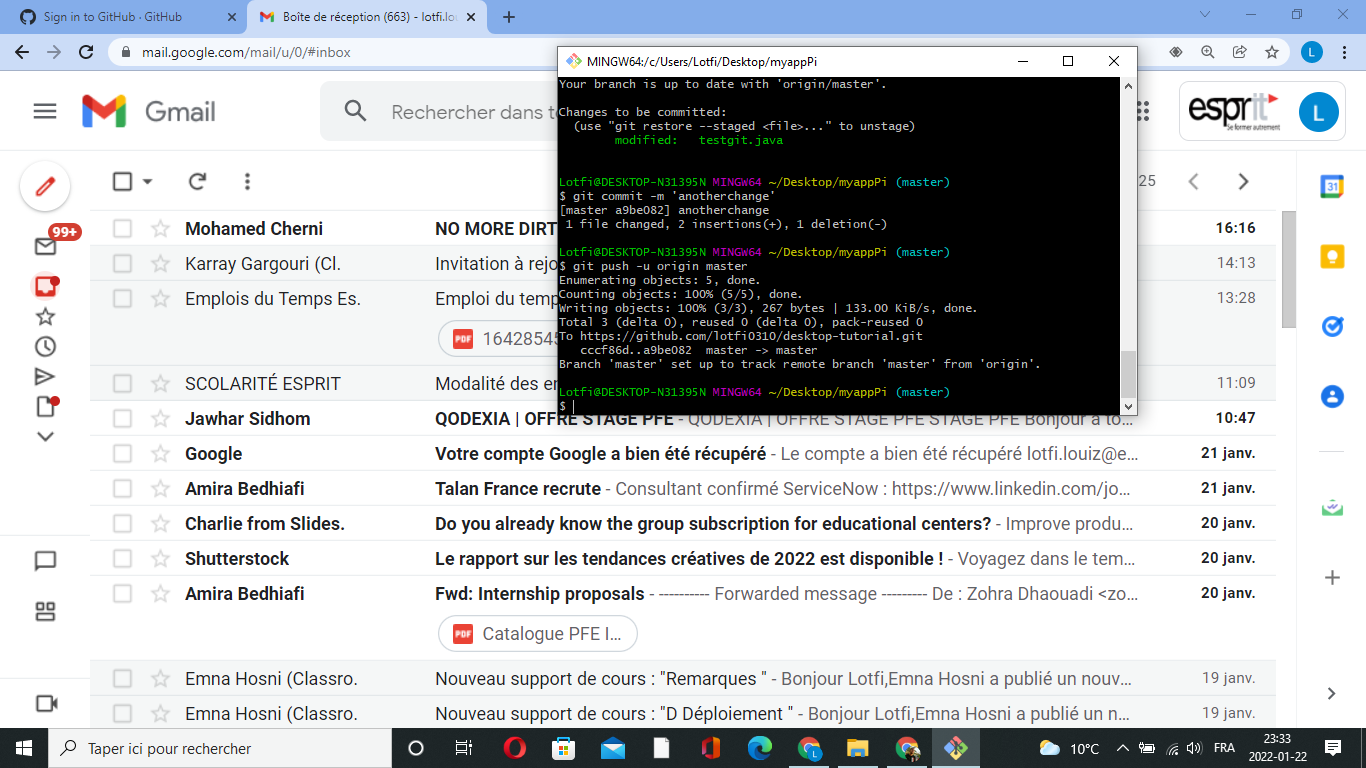 Sign in to GitHub · GitHub
Boîte de réception (663) - lotfi.lo
mail.google.com/mail/u/0/#inbox
L
MINGW64:/c/Users/Lotfi/Desktop/myappPi
Your branch is up to date with 'origin/master'.
Changes to be committed:
(use "git restore --staged <file>..." to unstage)
modified: testgit.java
Lotfi@DESKTOP-N31395N MINGW64 ~/Desktop/myappPi (master)
$ git commit -m 'anotherchange'
[master a9be082] anotherchange
1 file changed, 2 insertions(+), 1 deletion(-)
Lotfi@DESKTOP-N31395N MINGW64 ~/Desktop/myappPi (master)
$ git push -u origin master
Enumerating objects: 5, done.
Counting objects: 100% (5/5), done.
Writing objects: 100% (3/3), 267 bytes | 133.00 KiB/s, done.
Total 3 (delta 0), reused 0 (delta 0), pack-reused 0
To https://github.com/lotfi0310/desktop-tutorial.git
cccf86d..a9be082 master -> master
Branch 'master' set up to track remote branch 'master' from 'origin'.
Lotfi@DESKTOP-N31395N MINGW64 ~/Desktop/myappPi (master)
$
Gmail
Rechercher dans
esprit
Se former autrement
L
25
31
99+
Mohamed Cherni NO MORE DIRT 16:16
Karray Gargouri (Cl. Invitation à rejo 14:13
Emplois du Temps Es. Emploi du temp 13:28
PDF 16428545
SCOLARITÉ ESPRIT Modalité des e 11:09
Jawhar Sidhom QODEXIA | OFFRE STAGE PFE - QODEXIA | OFFRE STAGE PFE STAGE PFE Bonjour à to… 10:47
Google Votre compte Google a bien été récupéré - Le compte a bien été récupéré lotfi.louiz@e… 21 janv.
Amira Bedhiafi Talan France recrute - Consultant confirmé ServiceNow : https://www.linkedin.com/jo… 21 janv.
Charlie from Slides. Do you already know the group subscription for educational centers? - Improve produ… 20 janv.
Shutterstock Le rapport sur les tendances créatives de 2022 est disponible ! - Voyagez dans le tem… 20 janv.
Amira Bedhiafi Fwd: Internship proposals - ---------- Forwarded message --------- De : Zohra Dhaouadi <zo… 20 janv.
PDF Catalogue PFE I…
Emna Hosni (Classro. Nouveau support de cours : "Remarques " - Bonjour Lotfi,Emna Hosni a publié un nouv… 19 janv.
Emna Hosni (Classro. Nouveau support de cours : "D Déploiement " - Bonjour Lotfi,Emna Hosni a publié un n… 19 janv.
Taper ici pour rechercher
L
10°C
FRA
23:33
2022-01-22